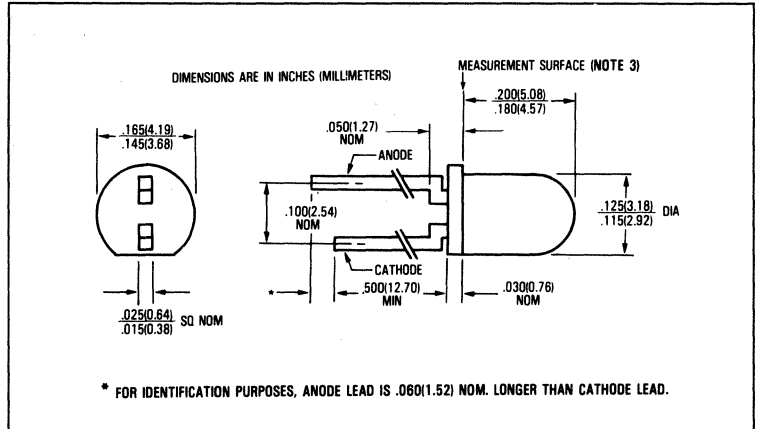 DIMENSIONS ARE IN INCHES (MILLIMETERS)
MEASUREMENT SURFACE (NOTE 3)
.200(5.08)
.180(4.57)
.165(4.19)
.145(3.68)
.050(1.27)
NOM
ANODE
.100(2.54)
NOM
.125(3.18)
.115(2.92)
DIA
CATHODE
*
.500(12.70)
MIN
.030(0.76)
NOM
.025(0.64)
.015(0.38)
SQ NOM
* FOR IDENTIFICATION PURPOSES, ANODE LEAD IS .060(1.52) NOM. LONGER THAN CATHODE LEAD.